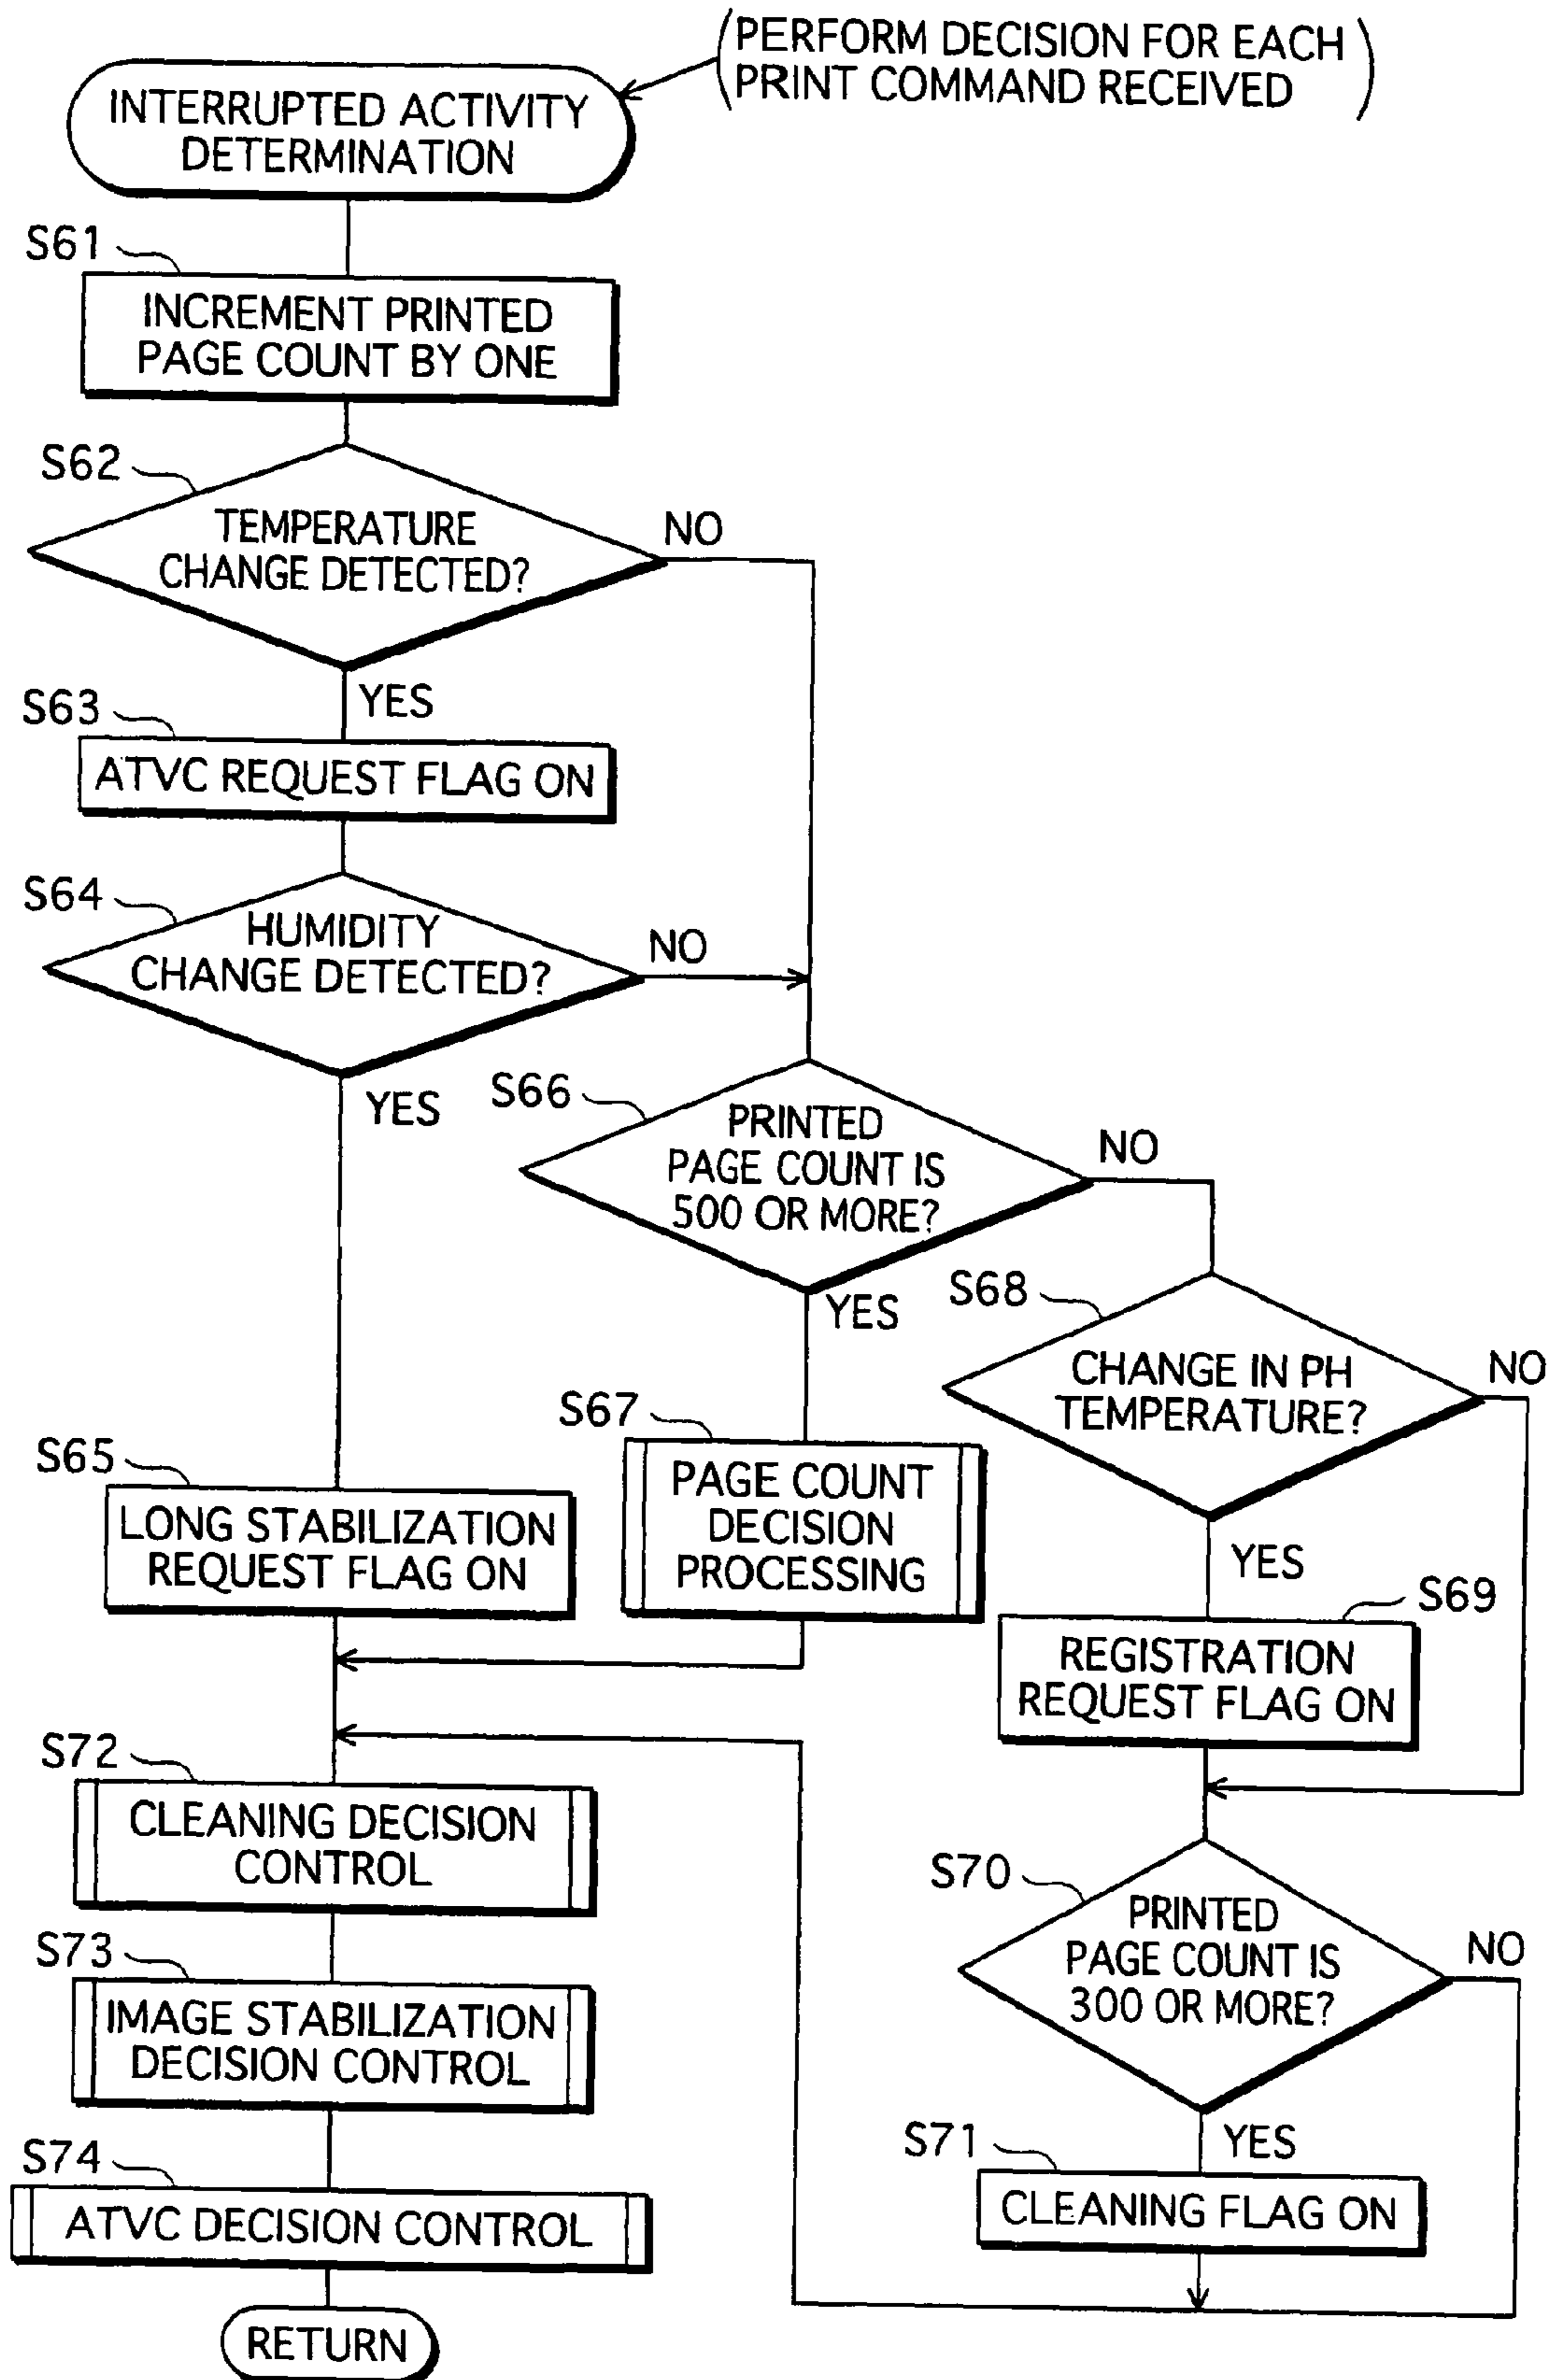 (PERFORM DECISION FOR EACH
PRINT COMMAND RECEIVED)
INTERRUPTED ACTIVITY
DETERMINATION
S61
INCREMENT PRINTED
PAGE COUNT BY ONE
S62
TEMPERATURE
CHANGE DETECTED?
NO
YES
S63
ATVC REQUEST FLAG ON
S64
HUMIDITY
CHANGE DETECTED?
NO
YES
S66
PRINTED
PAGE COUNT IS
500 OR MORE?
NO
YES
S68
CHANGE IN PH
TEMPERATURE?
NO
YES
S67
PAGE COUNT
DECISION
PROCESSING
S65
LONG STABILIZATION
REQUEST FLAG ON
S69
REGISTRATION
REQUEST FLAG ON
S72
CLEANING DECISION
CONTROL
S70
PRINTED
PAGE COUNT IS
300 OR MORE?
NO
YES
S73
IMAGE STABILIZATION
DECISION CONTROL
S71
CLEANING FLAG ON
S74
ATVC DECISION CONTROL
RETURN